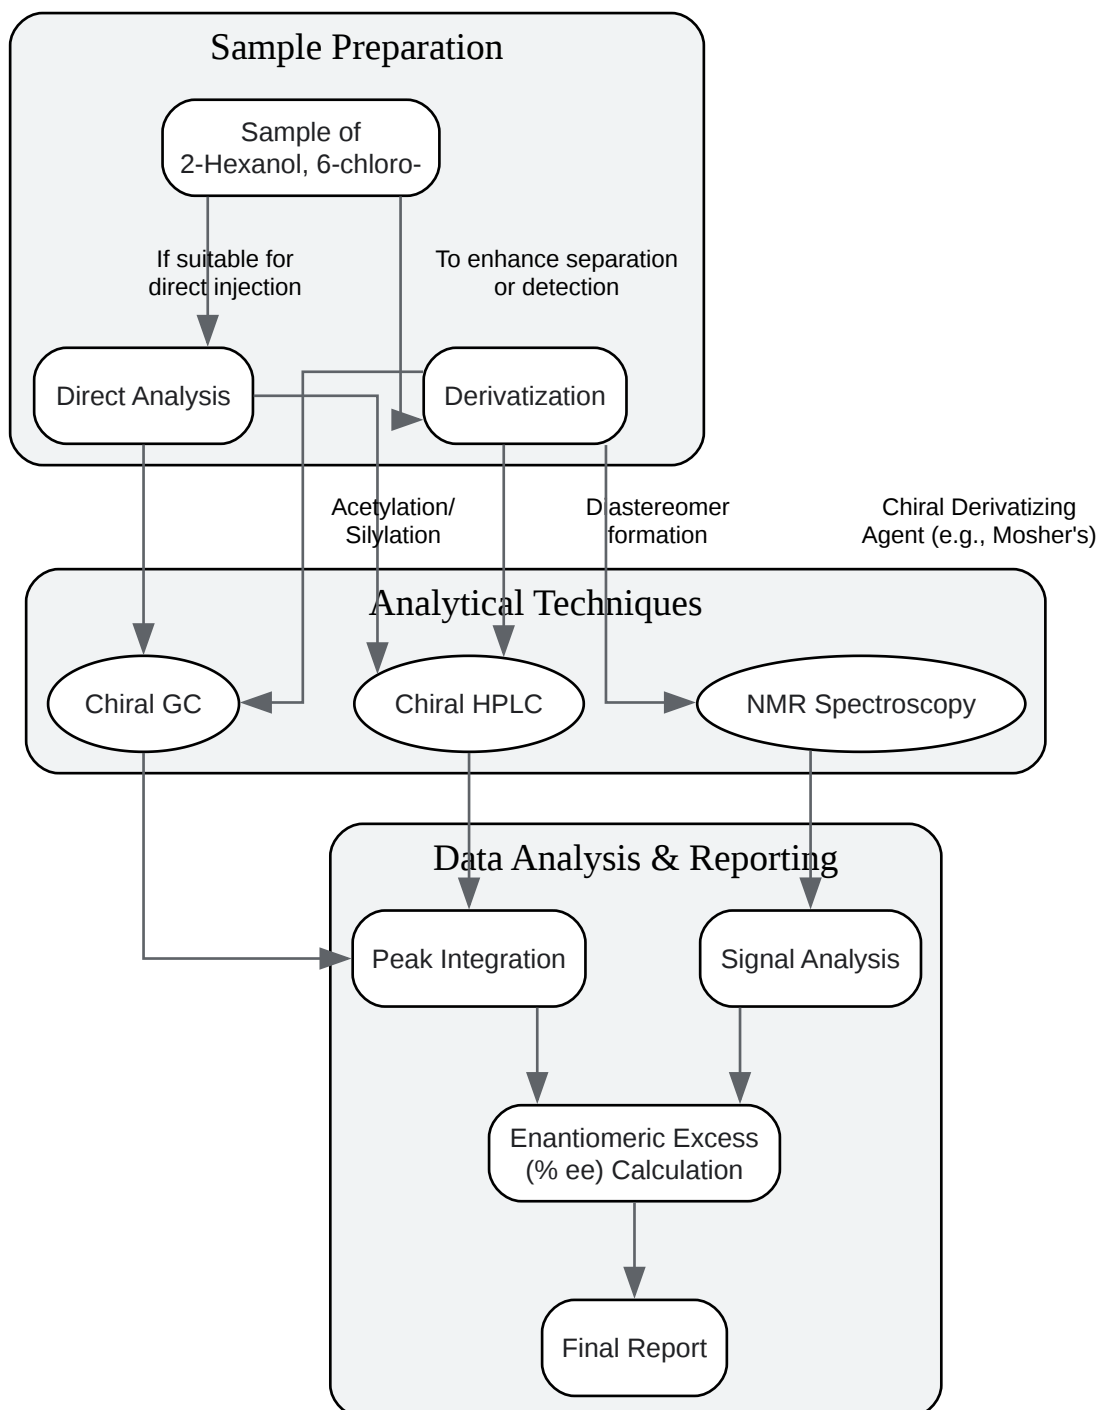 Sample Preparation
Sample of
2-Hexanol, 6-chloro-
If suitable for
direct injection
To enhance separation
or detection
Direct Analysis
Derivatization
Acetylation/
Silylation
Diastereomer
formation
Chiral Derivatizing
Agent (e.g., Mosher's)
Analytical Techniques
Chiral GC
Chiral HPLC
NMR Spectroscopy
Data Analysis & Reporting
Peak Integration
Signal Analysis
Enantiomeric Excess
(% ee) Calculation
Final Report